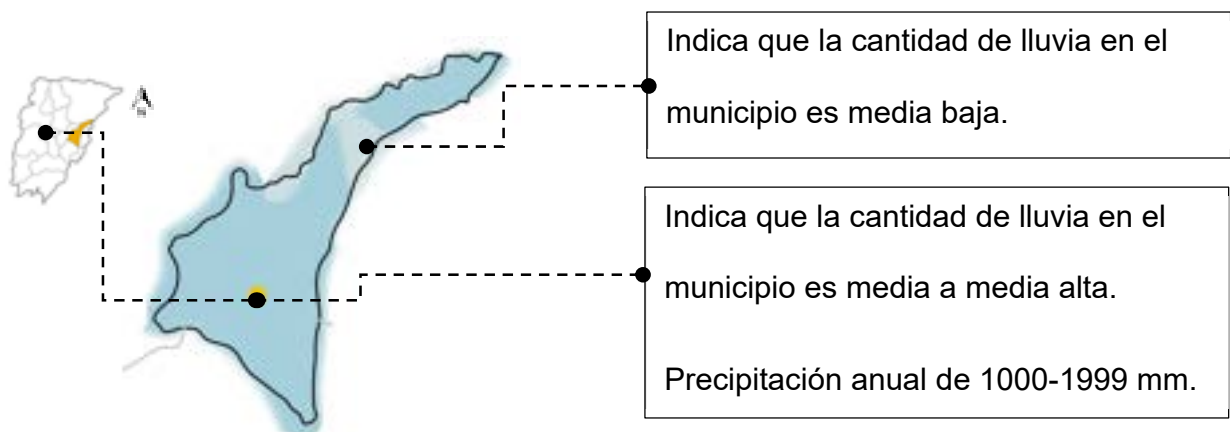 Indica que la cantidad de lluvia en el
municipio es media baja.
Indica que la cantidad de lluvia en el
municipio es media a media alta.
Precipitación anual de 1000-1999 mm.